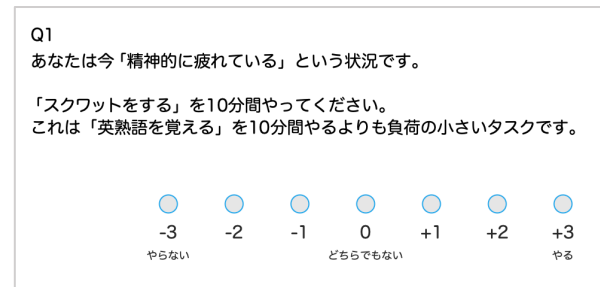 Q1
あなたは今「精神的に疲れている」という状況です。
「スクワットをする」を10分間やってください。
これは「英熟語を覚える」を10分間やるよりも負荷の小さいタスクです。
-3 -2 -1 0 +1 +2 +3
やらない どちらでもない やる